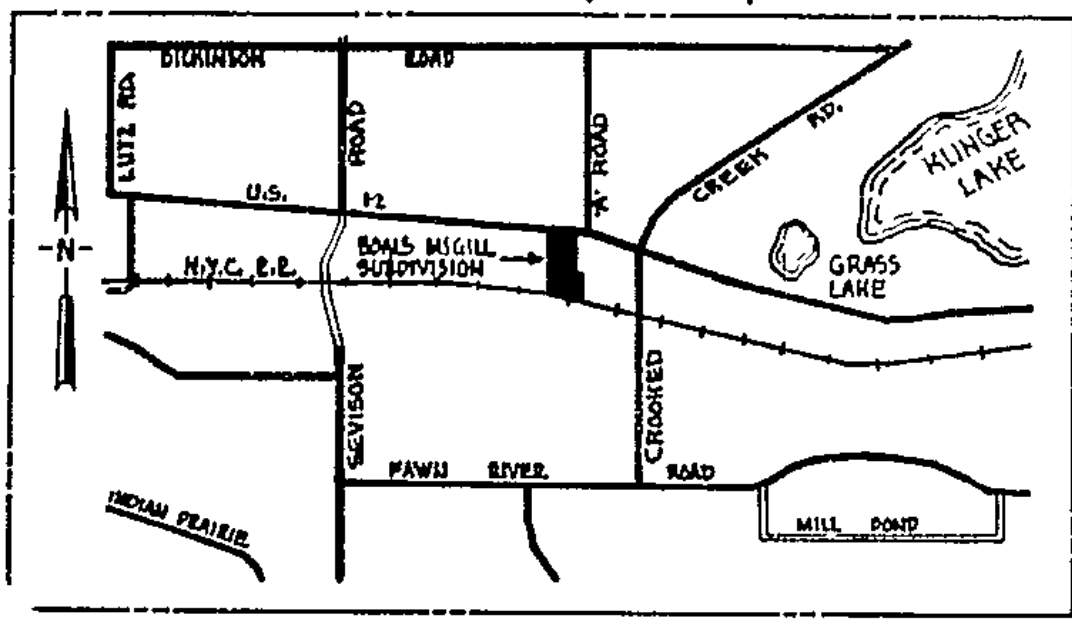 DICKINSON ROAD
LUTZ RD.
ROAD
'A' ROAD
CREEK RD.
KLINGER
LAKE
U.S. 12
N
BOALS MCGILL
SUBDIVISION
GRASS
LAKE
N.Y.C. R.R.
SEVISON
CROOKED
FAWN RIVER ROAD
INDIAN PRAIRIE
MILL POND